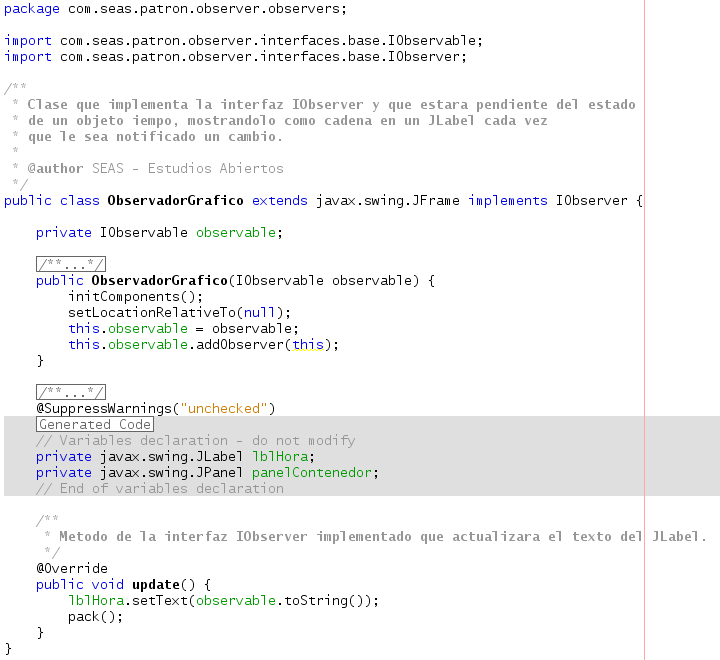 package com.seas.patron.observer.observers;
import com.seas.patron.observer.interfaces.base.IObservable;
import com.seas.patron.observer.interfaces.base.IObserver;
/**
 * Clase que implementa la interfaz IObserver y que estara pendiente del estado
 * de un objeto iempo, mostrandolo como cadena en un JLabel cada vez
 * que le sea notificado un cambio.
 *
 * @author SEAS - Estudios Abiertos
 */
public class ObservadorGrafico extends javax.swing.JFrame implements IObserver {
    private IObservable observable;
    /**...*/
    public ObservadorGrafico(IObservable observable) {
        initComponents();
        setLocationRelativeTo(null);
        this.observable = observable;
        this.observable.addObserver(this);
    }
    /**...*/
    @SuppressWarnings("unchecked")
    Generated Code
    // Variables declaration - do not modify
    private javax.swing.JLabel lblHora;
    private javax.swing.JPanel panelContenedor;
    // End of variables declaration
    /**
     * Metodo de la interfaz IObserver implementado que actualizara el texto del JLabel.
     */
    @Override
    public void update() {
        lblHora.setText(observable.toString());
        pack();
    }
}